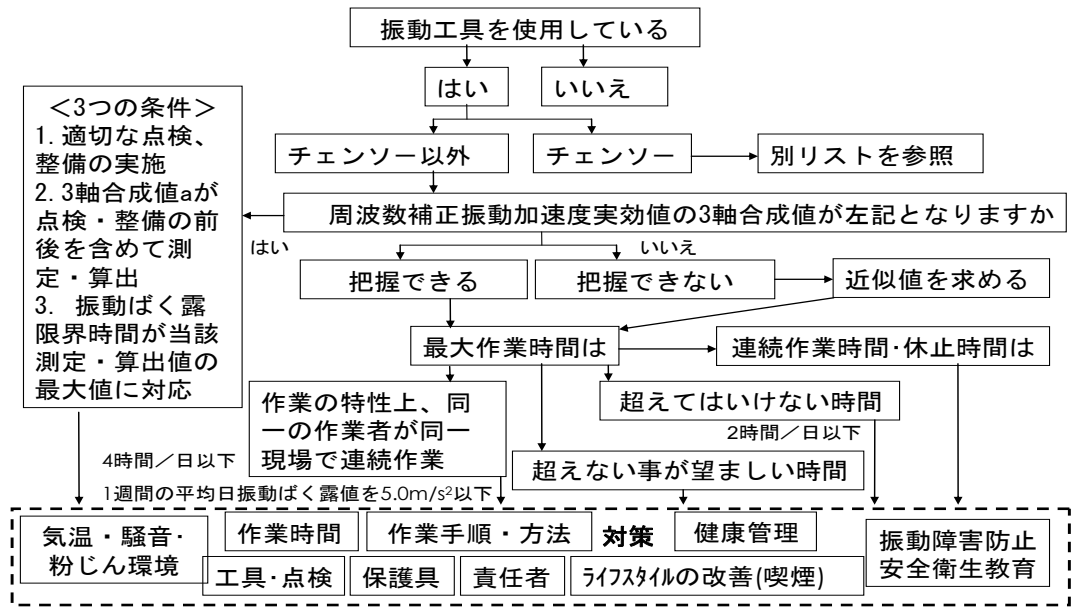 振動工具を使用している
はい
いいえ
<3つの条件>
1. 適切な点検、
整備の実施
2. 3軸合成値aが
点検・整備の前
後を含めて測
定・算出
3. 振動ばく露
限界時間が当該
測定・算出値の
最大値に対応
チェンソー以外
チェンソー
別リストを参照
周波数補正振動加速度実効値の3軸合成値が左記となりますか
はい
いいえ
把握できる
把握できない
近似値を求める
最大作業時間は
連続作業時間･休止時間は
作業の特性上、同
一の作業者が同一
現場で連続作業
超えてはいけない時間
2時間／日以下
4時間／日以下
超えない事が望ましい時間
1週間の平均日振動ばく露値を5.0m/s²以下
気温・騒音･
粉じん環境
作業時間
作業手順・方法
対策
健康管理
振動障害防止
安全衛生教育
工具･点検
保護具
責任者
ﾗｲﾌｽﾀｲﾙの改善(喫煙)